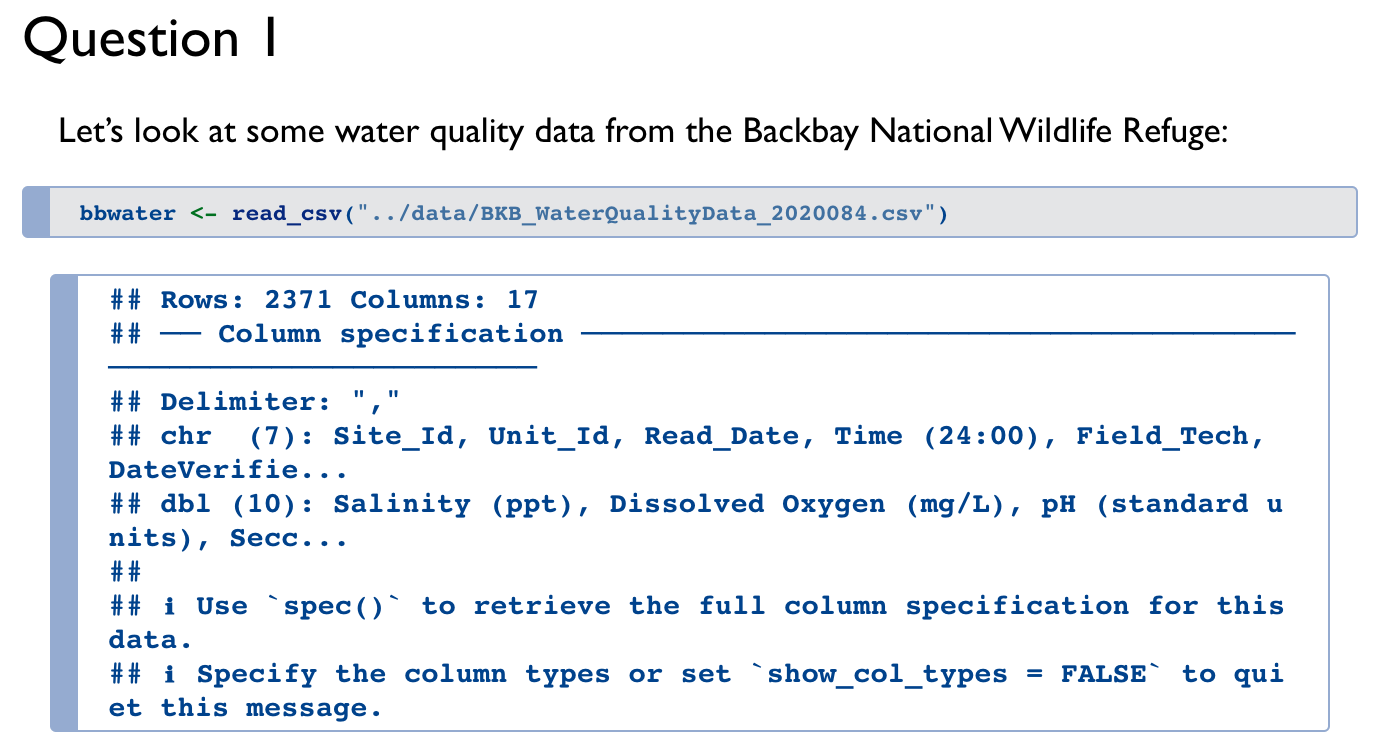 Question 1
Let’s look at some water quality data from the Backbay National Wildlife Refuge:
bbwater <- read_csv("../data/BKB_WaterQualityData_2020084.csv")
## Rows: 2371 Columns: 17
## ── Column specification ──────────────────────────────────────────
─────────────────────────
## Delimiter: ","
## chr  (7): Site_Id, Unit_Id, Read_Date, Time (24:00), Field_Tech,
DateVerifie...
## dbl (10): Salinity (ppt), Dissolved Oxygen (mg/L), pH (standard u
nits), Secc...
##
## ℹ Use `spec()` to retrieve the full column specification for this
data.
## ℹ Specify the column types or set `show_col_types = FALSE` to qui
et this message.